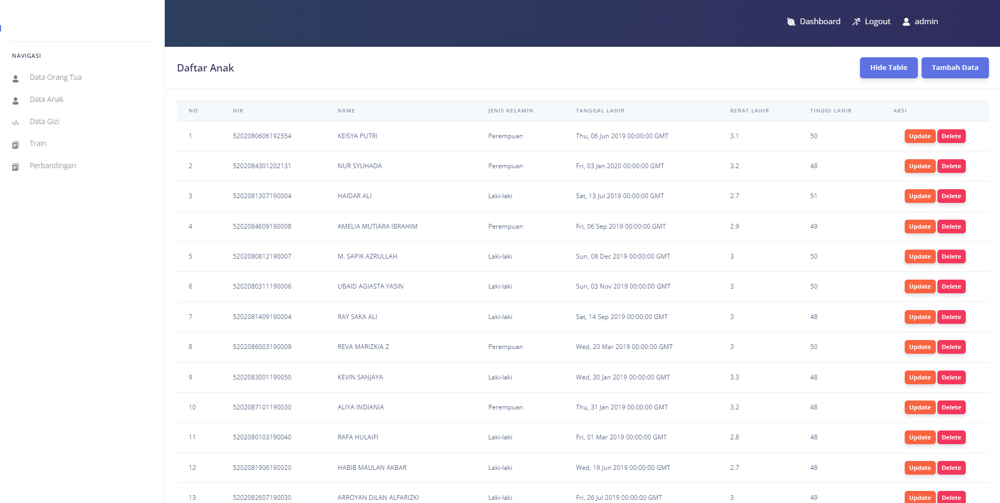 Dashboard Logout admin
NAVIGASI
Data Orang Tua
Data Anak
Data Gizi
Train
Perbandingan
Daftar Anak Hide Table Tambah Data
NO NIK NAME JENIS KELAMIN TANGGAL LAHIR BERAT LAHIR TINGGI LAHIR AKSI
1 5202080606192554 KEISYA PUTRI Perempuan Thu, 06 Jun 2019 00:00:00 GMT 3.1 50 Update Delete
2 5202084301202131 NUR SYUHADA Perempuan Fri, 03 Jan 2020 00:00:00 GMT 3.2 48 Update Delete
3 5202081307190004 HAIDAR ALI Laki-laki Sat, 13 Jul 2019 00:00:00 GMT 2.7 51 Update Delete
4 5202084609190008 AMELIA MUTIARA IBRAHIM Perempuan Fri, 06 Sep 2019 00:00:00 GMT 2.9 49 Update Delete
5 5202080812190007 M. SAPIK AZRULLAH Laki-laki Sun, 08 Dec 2019 00:00:00 GMT 3 50 Update Delete
6 5202080311190006 UBAID AGIASTA YASIN Laki-laki Sun, 03 Nov 2019 00:00:00 GMT 3 50 Update Delete
7 5202081409190004 RAY SAKA ALI Laki-laki Sat, 14 Sep 2019 00:00:00 GMT 3 48 Update Delete
8 5202086003190009 REVA MARIZKIA Z Perempuan Wed, 20 Mar 2019 00:00:00 GMT 3 50 Update Delete
9 5202083001190050 KEVIN SANJAYA Laki-laki Wed, 30 Jan 2019 00:00:00 GMT 3.3 48 Update Delete
10 5202087101190030 ALIYA INDIANIA Perempuan Thu, 31 Jan 2019 00:00:00 GMT 3.2 48 Update Delete
11 5202080103190040 RAFA HULAIFI Laki-laki Fri, 01 Mar 2019 00:00:00 GMT 2.8 48 Update Delete
12 5202081906190020 HABIB MAULAN AKBAR Laki-laki Wed, 19 Jun 2019 00:00:00 GMT 2.7 48 Update Delete
13 5202082607190030 ARROYAN DILAN ALFARIZKI Laki-laki Fri, 26 Jul 2019 00:00:00 GMT 3 49 Update Delete